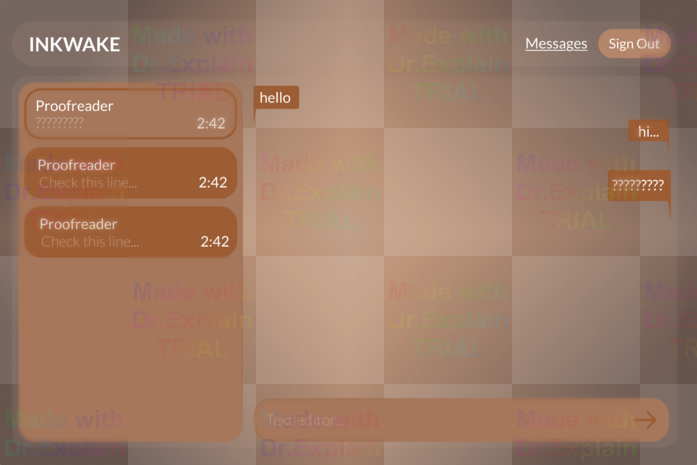 INKWAKE
Messages
Sign Out
Proofreader
?????????
2:42
Proofreader
Check this line...
2:42
Proofreader
Check this line...
2:42
hello
hi...
?????????
Text editor...
Made with
Dr.Explain
TRIAL
Made with
Dr.Explain
TRIAL
Made with
Dr.Explain
Made with
Dr.Explain
TRIAL
Made with
Dr.Explain
TRIAL
Made with
Dr.Explain
TRIAL
Made with
Dr.Explain
TRIAL
Made with
Dr.Explain
Made with
Dr.Explain
Made with
Dr.Explain